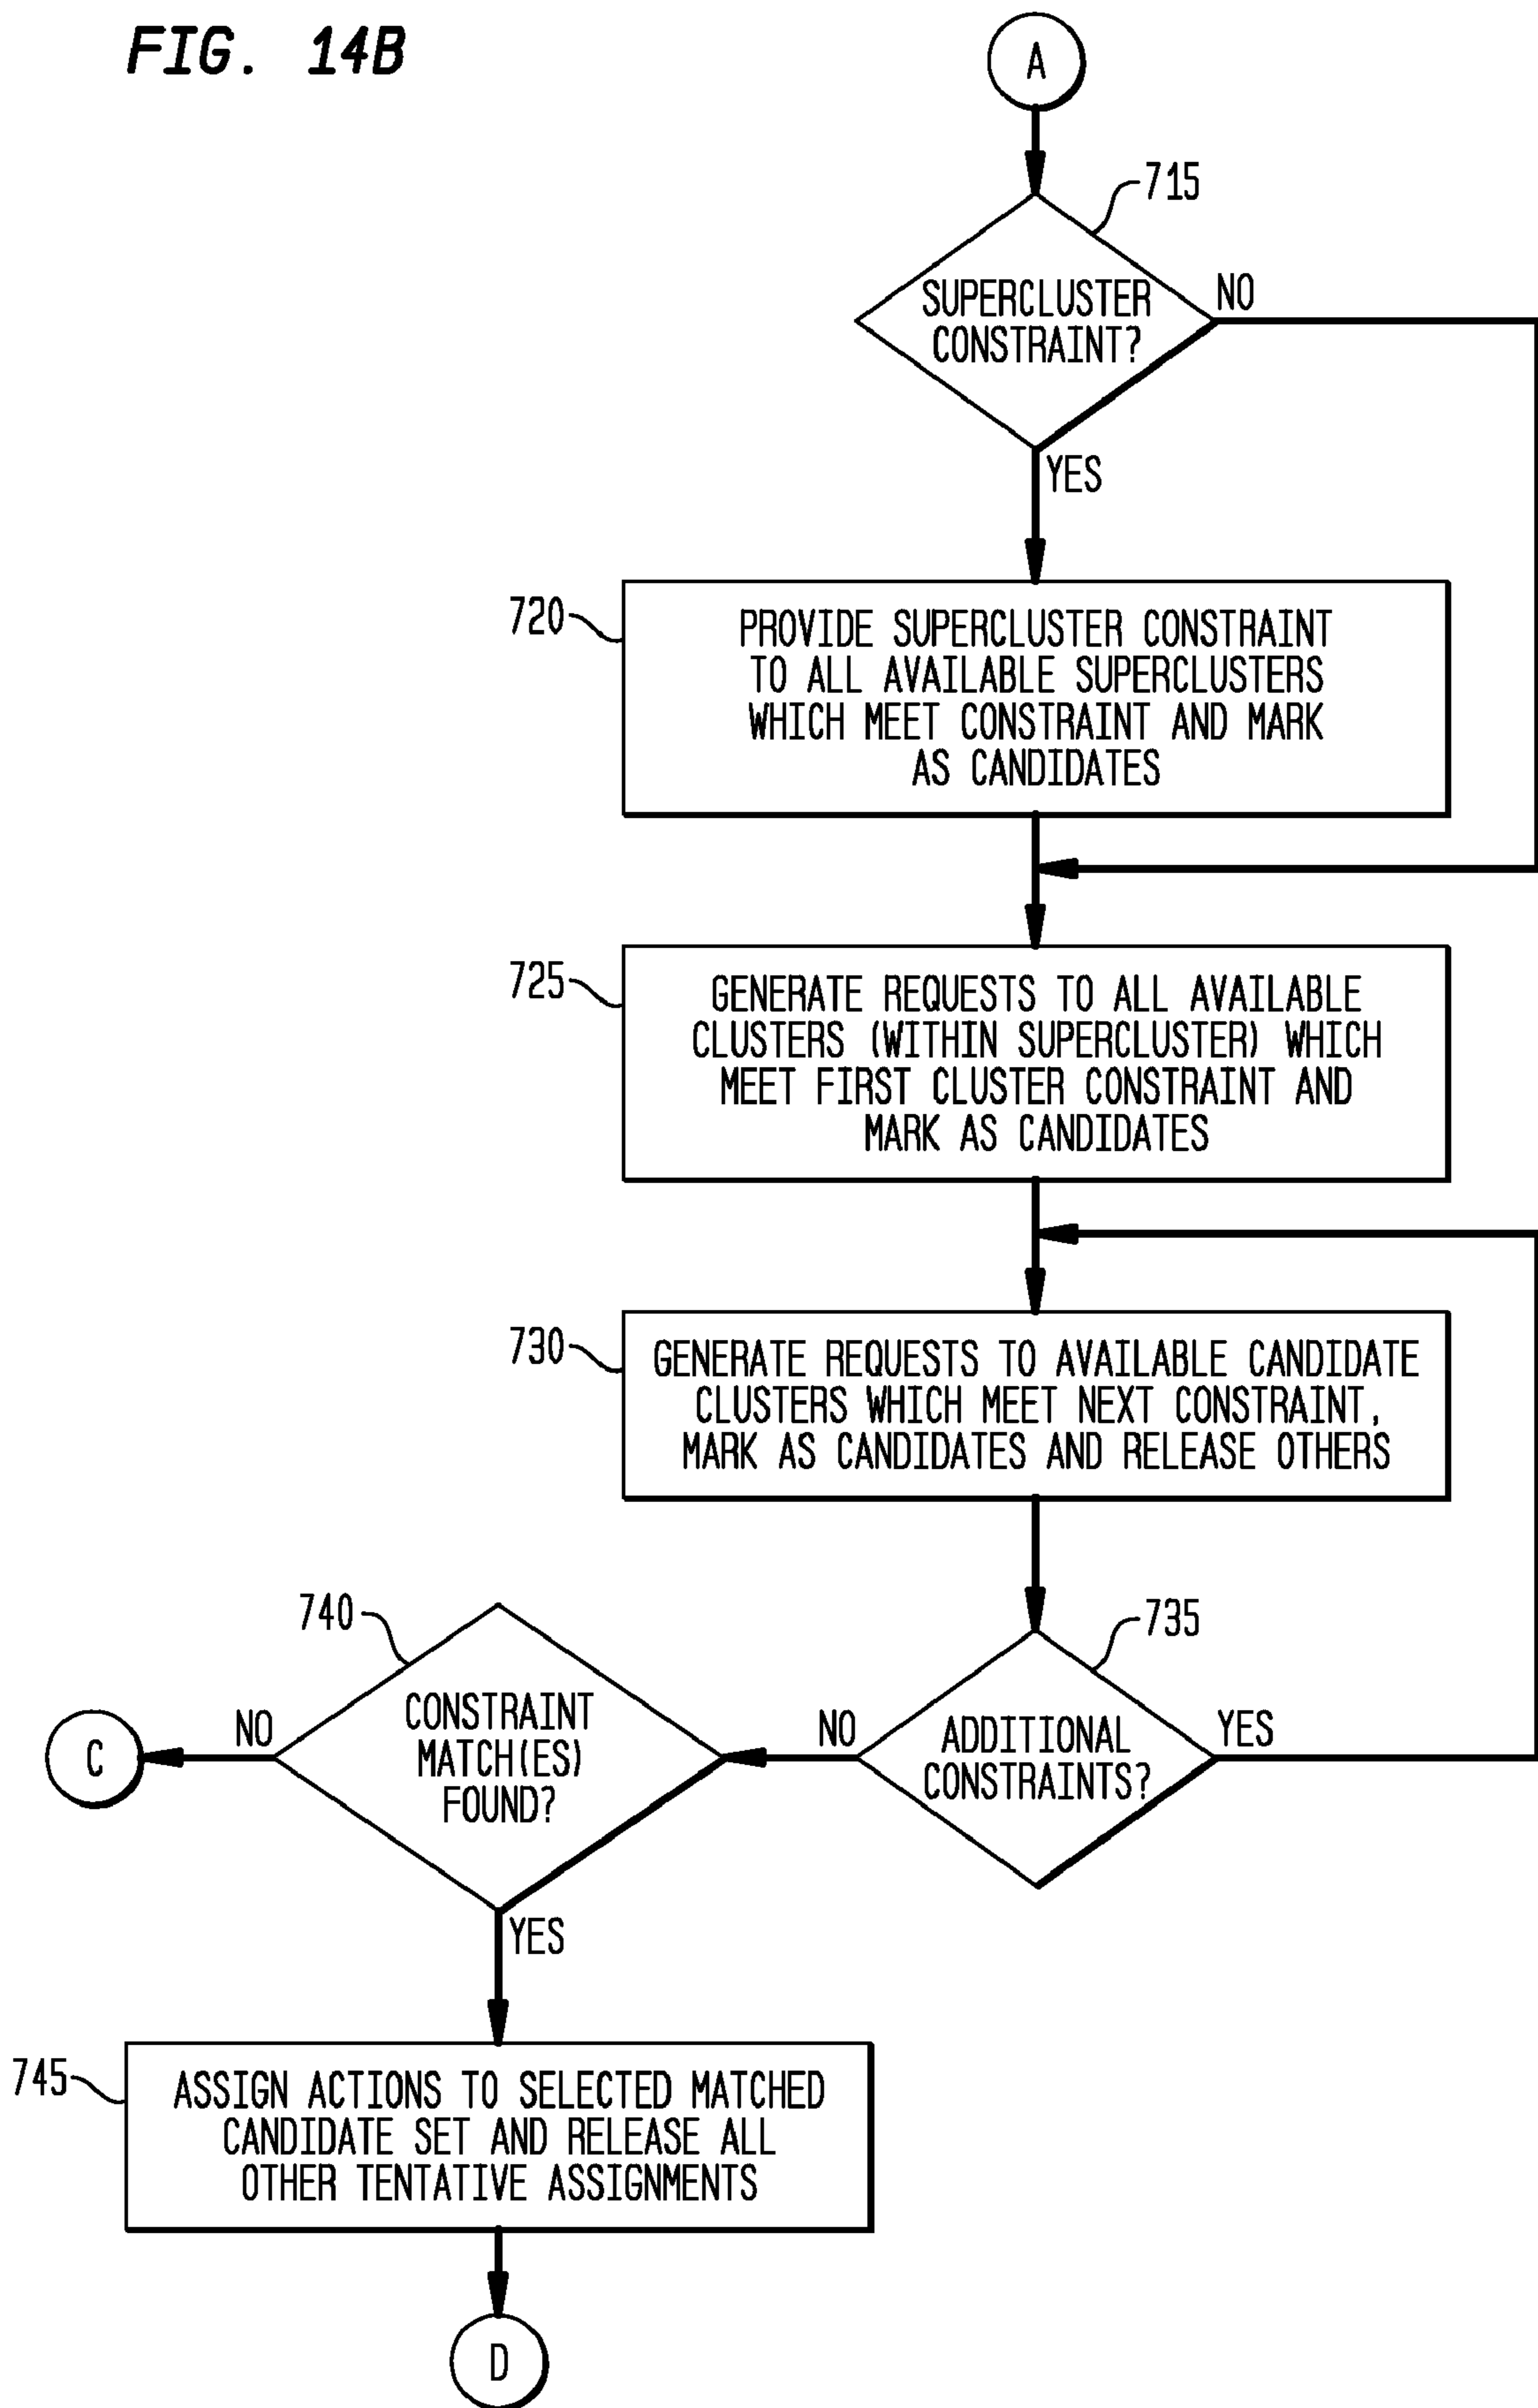 FIG. 14B
A
715
SUPERCLUSTER
CONSTRAINT?
NO
YES
720
PROVIDE SUPERCLUSTER CONSTRAINT
TO ALL AVAILABLE SUPERCLUSTERS
WHICH MEET CONSTRAINT AND MARK
AS CANDIDATES
725
GENERATE REQUESTS TO ALL AVAILABLE
CLUSTERS (WITHIN SUPERCLUSTER) WHICH
MEET FIRST CLUSTER CONSTRAINT AND
MARK AS CANDIDATES
730
GENERATE REQUESTS TO AVAILABLE CANDIDATE
CLUSTERS WHICH MEET NEXT CONSTRAINT,
MARK AS CANDIDATES AND RELEASE OTHERS
735
ADDITIONAL
CONSTRAINTS?
YES
NO
740
CONSTRAINT
MATCH(ES)
FOUND?
NO
C
YES
745
ASSIGN ACTIONS TO SELECTED MATCHED
CANDIDATE SET AND RELEASE ALL
OTHER TENTATIVE ASSIGNMENTS
D